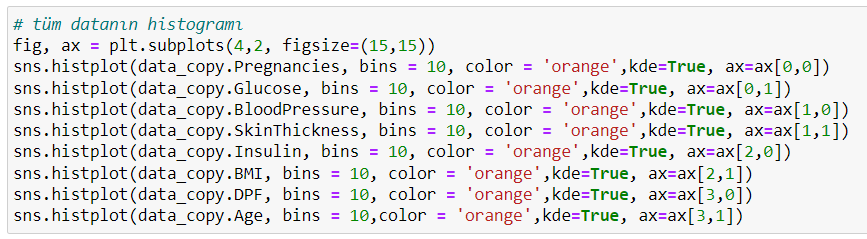 # tüm datanın histogramı
fig, ax = plt.subplots(4,2, figsize=(15,15))
sns.histplot(data_copy.Pregnancies, bins = 10, color = 'orange',kde=True, ax=ax[0,0])
sns.histplot(data_copy.Glucose, bins = 10, color = 'orange',kde=True, ax=ax[0,1])
sns.histplot(data_copy.BloodPressure, bins = 10, color = 'orange',kde=True, ax=ax[1,0])
sns.histplot(data_copy.SkinThickness, bins = 10, color = 'orange',kde=True, ax=ax[1,1])
sns.histplot(data_copy.Insulin, bins = 10, color = 'orange',kde=True, ax=ax[2,0])
sns.histplot(data_copy.BMI, bins = 10, color = 'orange',kde=True, ax=ax[2,1])
sns.histplot(data_copy.DPF, bins = 10, color = 'orange',kde=True, ax=ax[3,0])
sns.histplot(data_copy.Age, bins = 10,color = 'orange',kde=True, ax=ax[3,1])